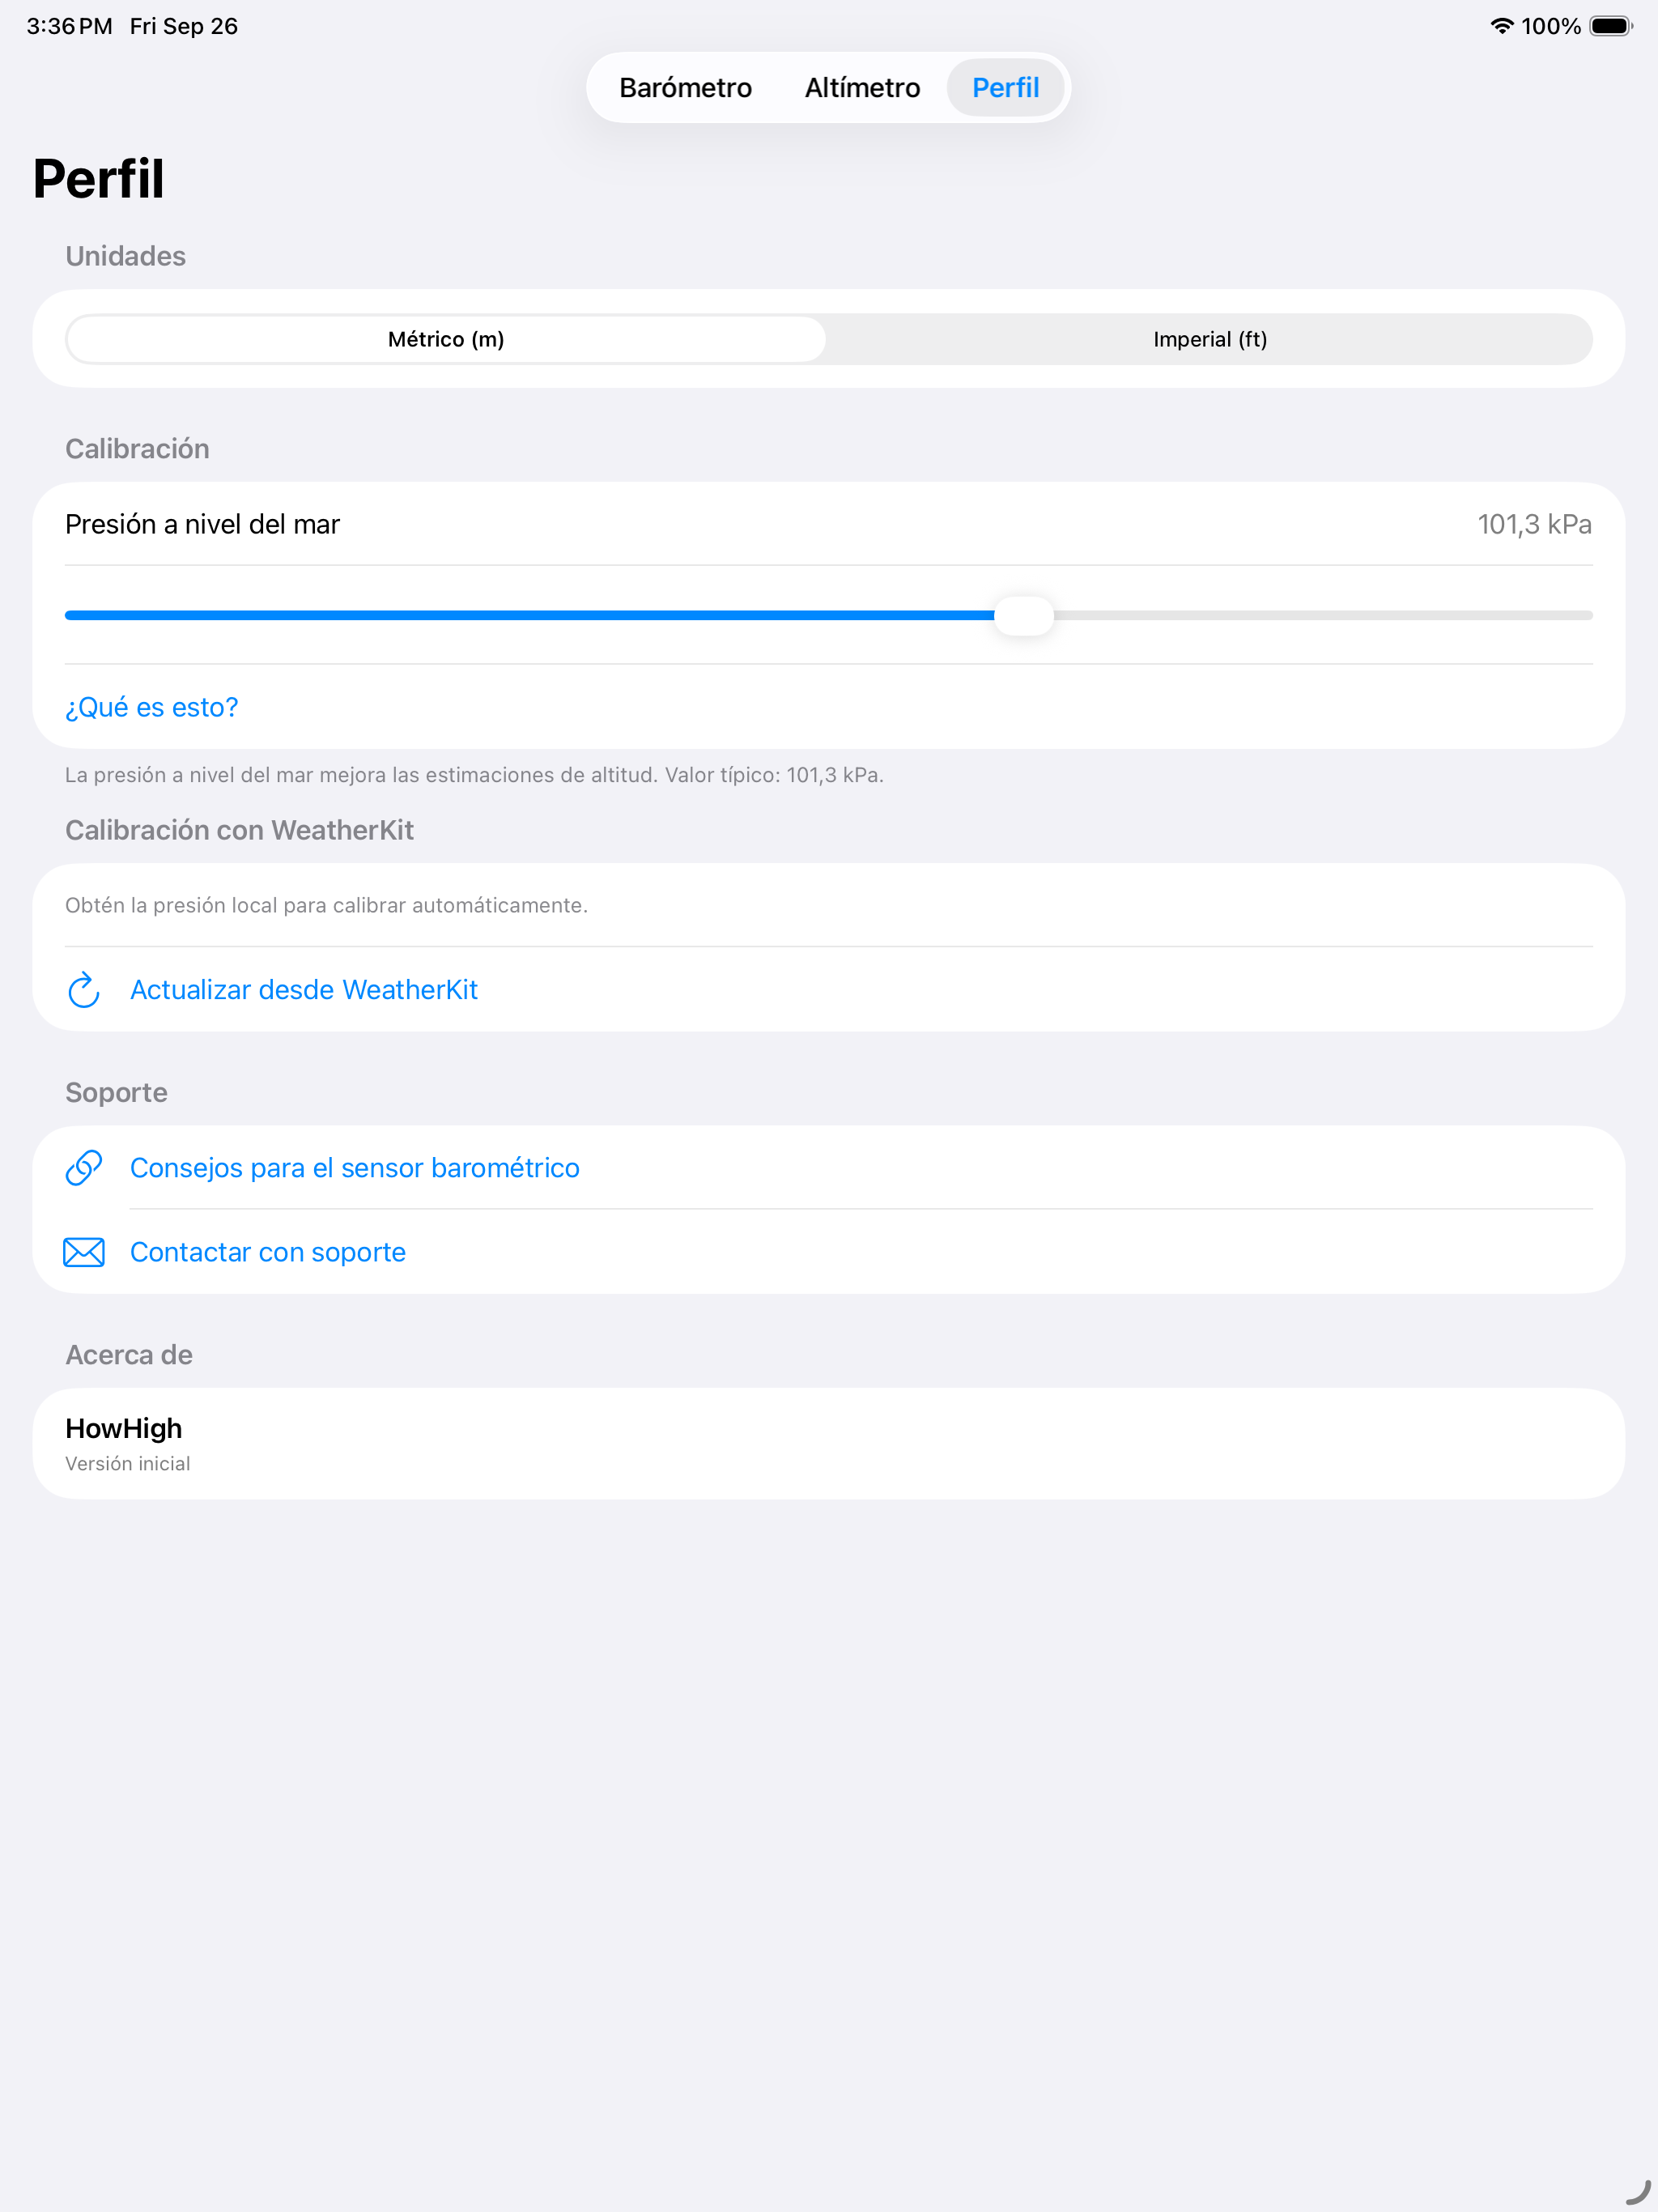 3:36 PM Fri Sep 26
100%
Barómetro Altímetro Perfil
Perfil
Unidades
Métrico (m) Imperial (ft)
Calibración
Presión a nivel del mar 101,3 kPa
¿Qué es esto?
La presión a nivel del mar mejora las estimaciones de altitud. Valor típico: 101,3 kPa.
Calibración con WeatherKit
Obtén la presión local para calibrar automáticamente.
Actualizar desde WeatherKit
Soporte
Consejos para el sensor barométrico
Contactar con soporte
Acerca de
HowHigh
Versión inicial